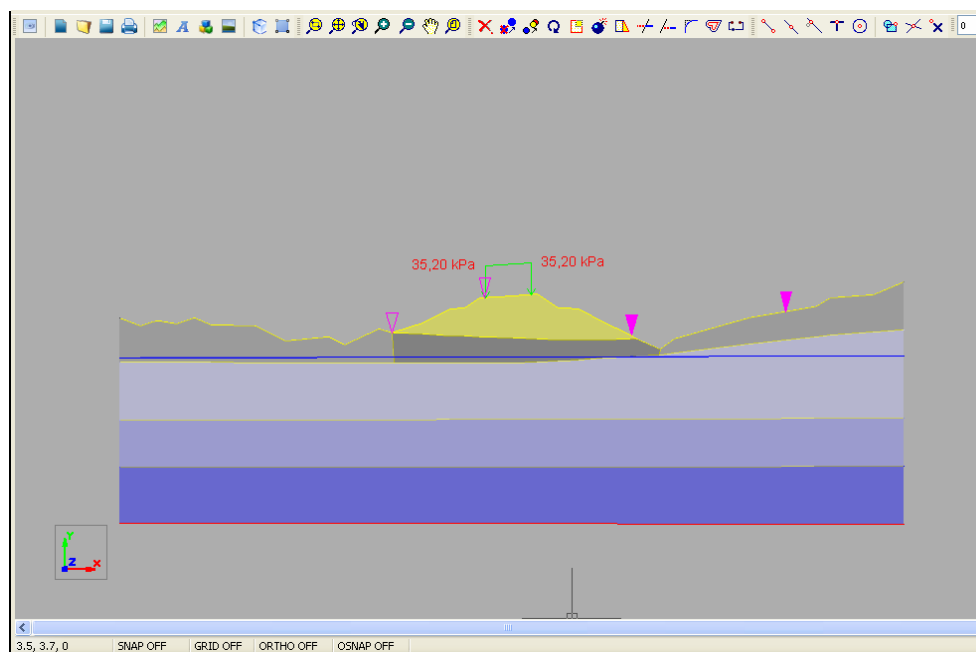 0
35,20 kPa
35,20 kPa
Y
Z
X
3.5, 3.7, 0
SNAP OFF
GRID OFF
ORTHO OFF
OSNAP OFF